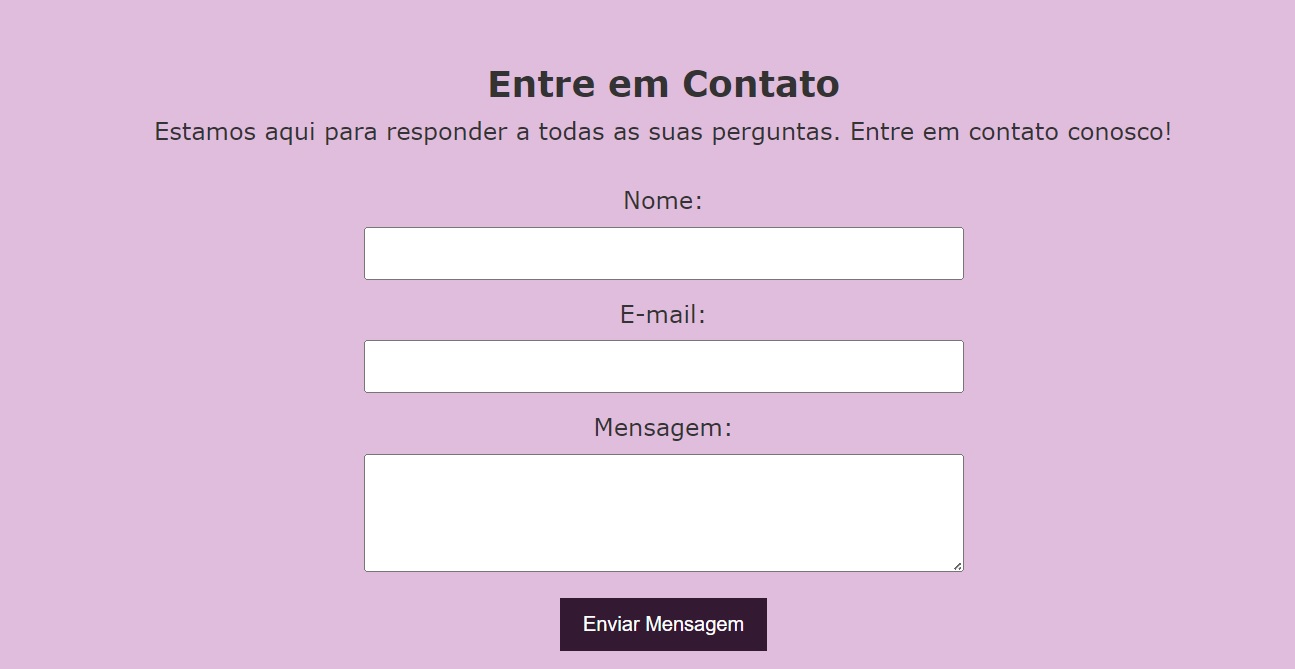 Entre em Contato
Estamos aqui para responder a todas as suas perguntas. Entre em contato conosco!
Nome:
E-mail:
Mensagem:
Enviar Mensagem